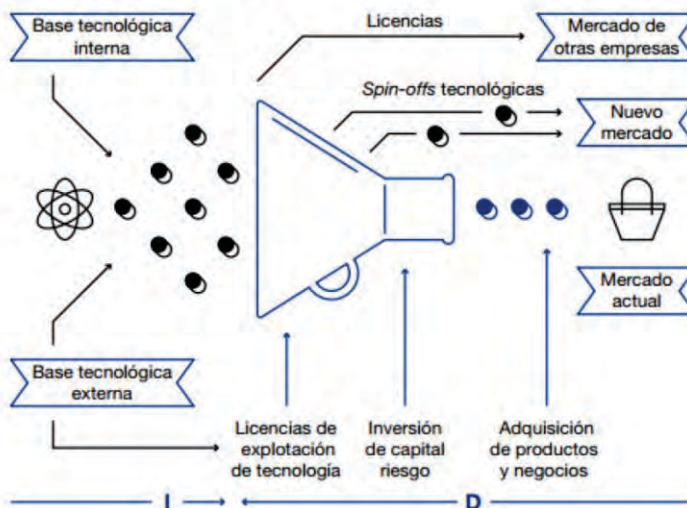 Base tecnológica
interna
Licencias
Mercado de
otras empresas
Spin-offs tecnológicas
Nuevo
mercado
Mercado
actual
Base tecnológica
externa
Licencias de
explotación
de tecnología
Inversión
de capital
riesgo
Adquisición
de productos
y negocios
I
D